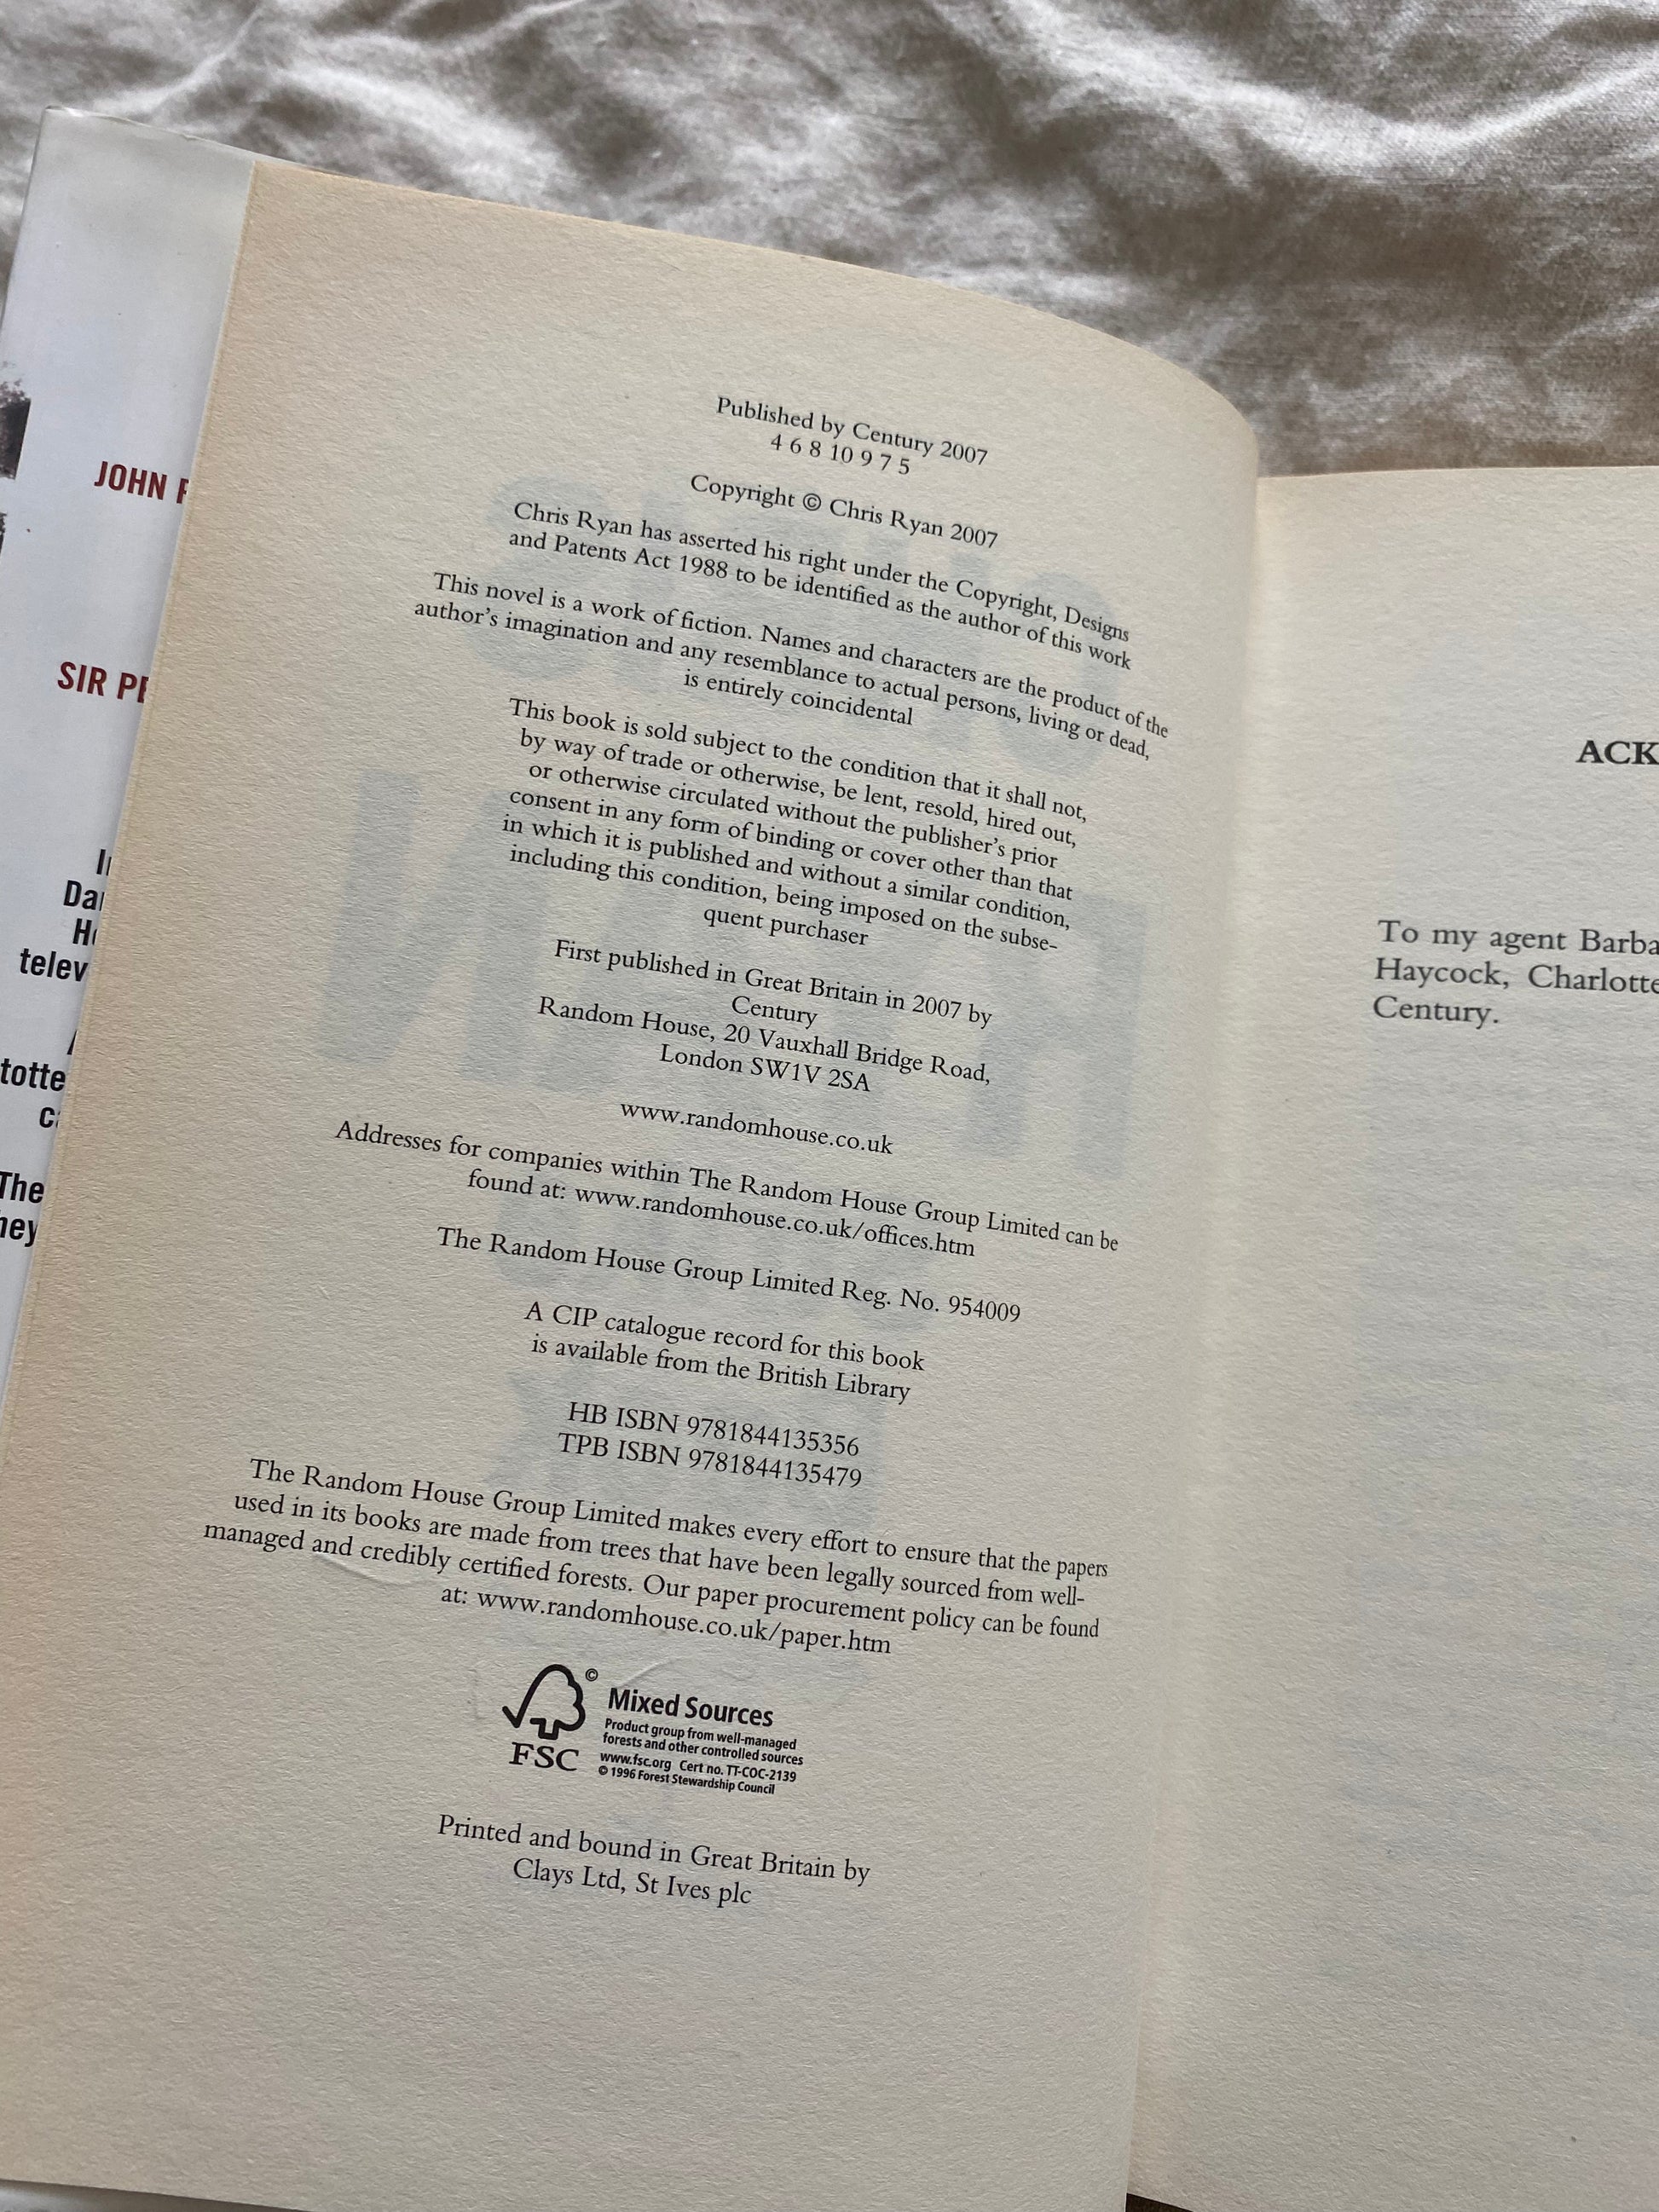 JOHN
SIR
telev
The
Published by Century 2007
4 6 8 10 9 7 5
Copyright © Chris Ryan 2007
Chris Ryan has asserted his right under the Copyright, Designs
and Patents Act 1988 to be identified as the author of this work
This novel is a work of fiction. Names and characters are the product of the
author's imagination and any resemblance to actual persons, living or dead,
is entirely coincidental
This book is sold subject to the condition that it shall not,
by way of trade or otherwise, be lent, resold, hired out,
or otherwise circulated without the publisher's prior
consent in any form of binding or cover other than that
in which it is published and without a similar condition,
including this condition, being imposed on the subse-
quent purchaser
First published in Great Britain in 2007 by
Century
Random House, 20 Vauxhall Bridge Road,
London SW1V 2SA
www.randomhouse.co.uk
Addresses for companies within The Random House Group Limited can be
found at: www.randomhouse.co.uk/offices.htm
The Random House Group Limited Reg. No. 954009
A CIP catalogue record for this book
is available from the British Library
HB ISBN 9781844135356
TPB ISBN 9781844135479
The Random House Group Limited makes every effort to ensure that the papers
used in its books are made from trees that have been legally sourced from well-
managed and credibly certified forests. Our paper procurement policy can be found
at: www.randomhouse.co.uk/paper.htm
©
FSC
Mixed Sources
Product group from well-managed
forests and other controlled sources
www.fsc.org Cert no. TT-COC-2139
© 1996 Forest Stewardship Council
Printed and bound in Great Britain by
Clays Ltd, St Ives plc
ACK
To my agent Barba
Haycock, Charlotte
Century.